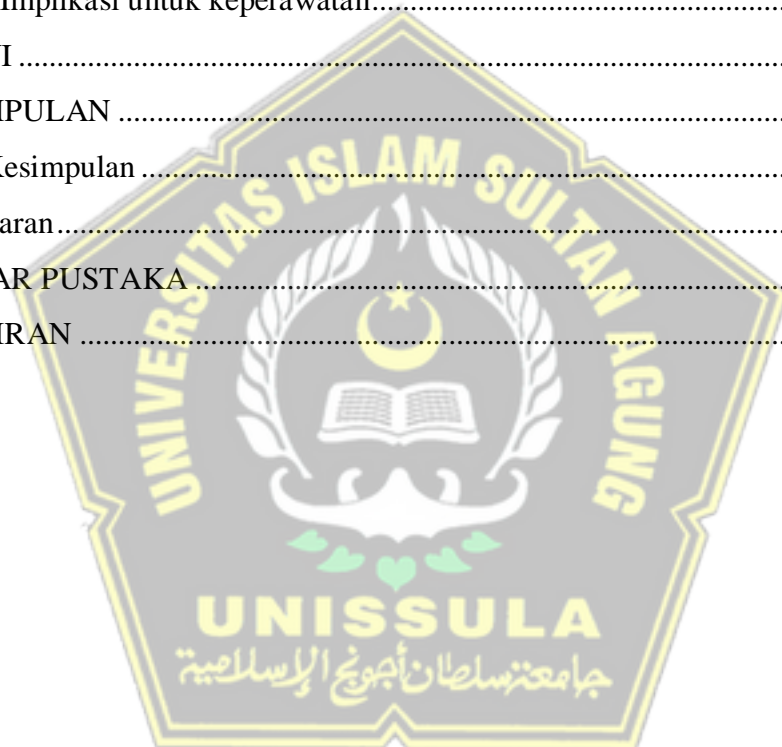 Implikasi untuk keperawatan
I
IPULAN
Kesimpulan
aran
AR PUSTAKA
IRAN
UNIVERSITAS ISLAM SULTAN AGUNG
UNISSULA
جامعة سلطان أجونج الإسلامية